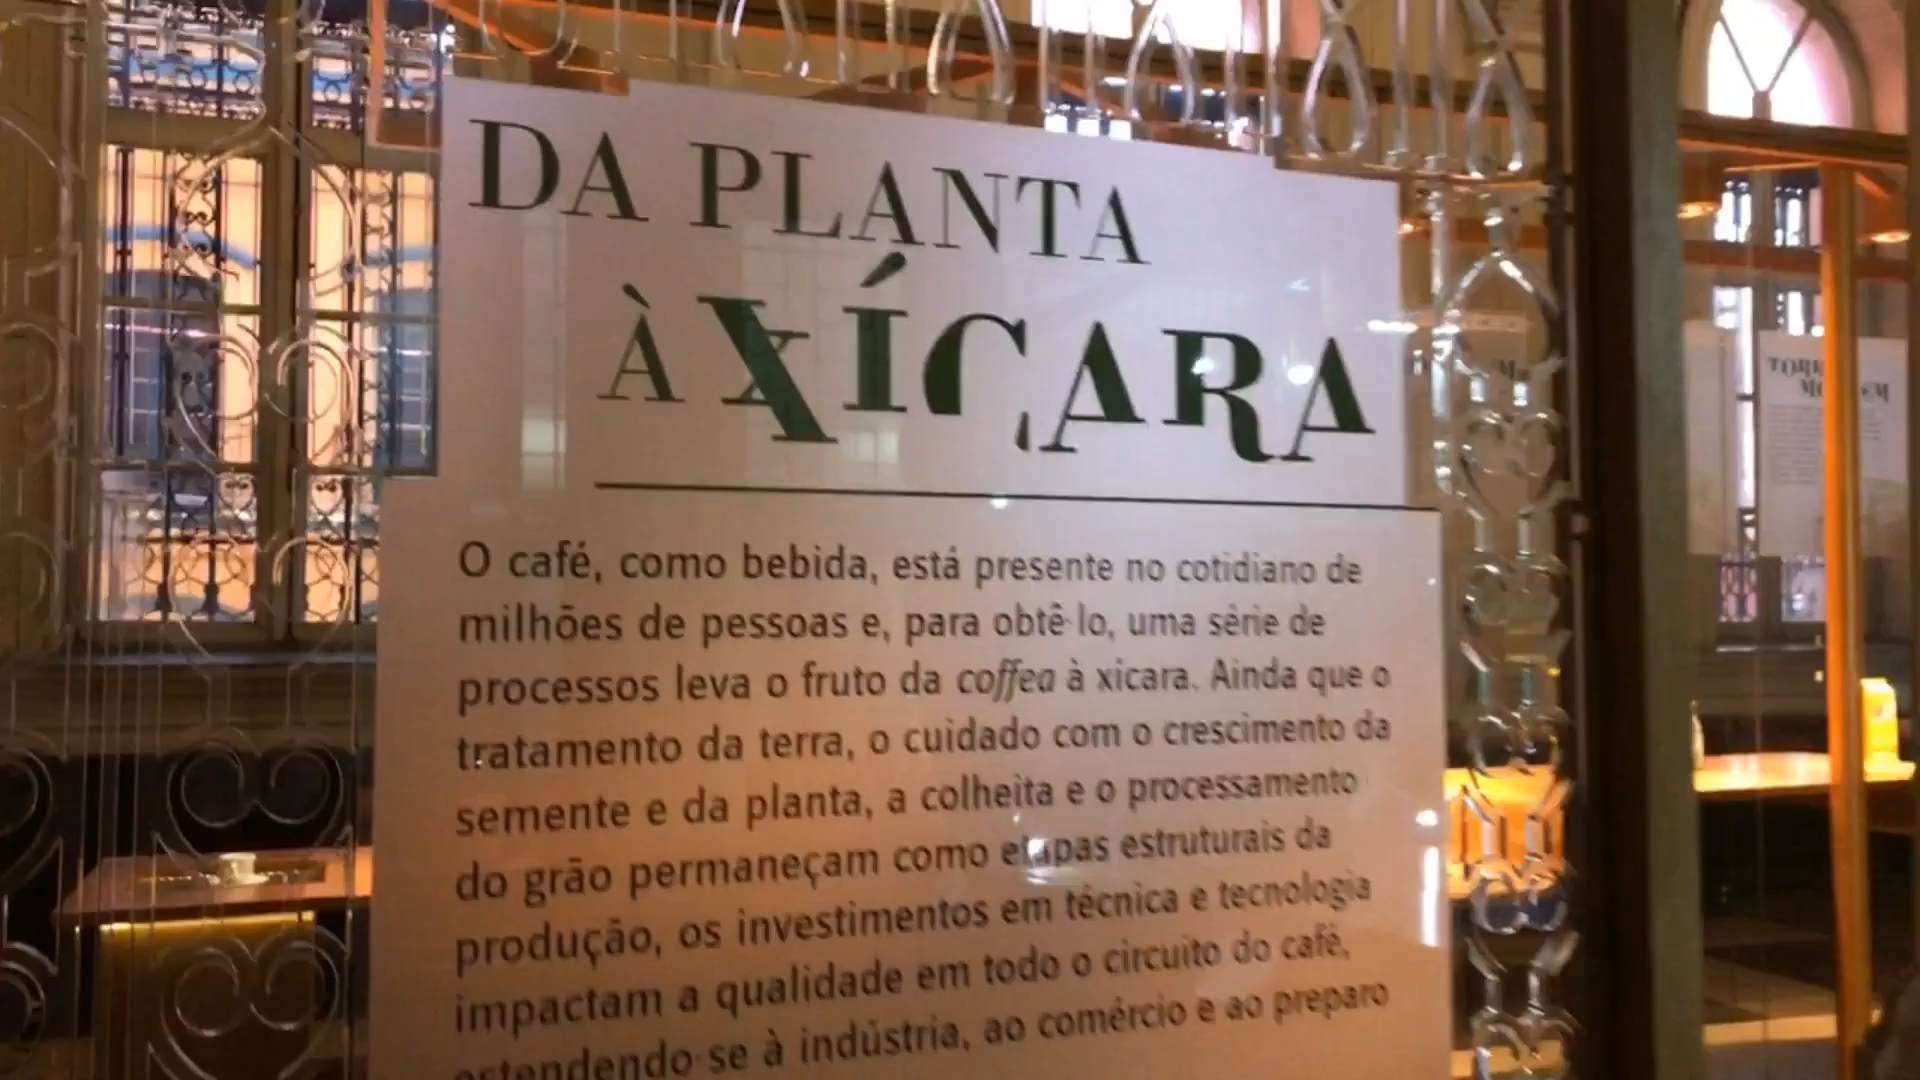 DA PLANTA
À XÍCARA
O café, como bebida, está presente no cotidiano de
milhões de pessoas e, para obtê-lo, uma série de
processos leva o fruto da coffea à xícara. Ainda que o
tratamento da terra, o cuidado com o crescimento da
semente e da planta, a colheita e o processamento
do grão permaneçam como etapas estruturais da
produção, os investimentos em técnica e tecnologia
impactam a qualidade em todo o circuito do café,
estendendo-se à indústria, ao comércio e ao preparo